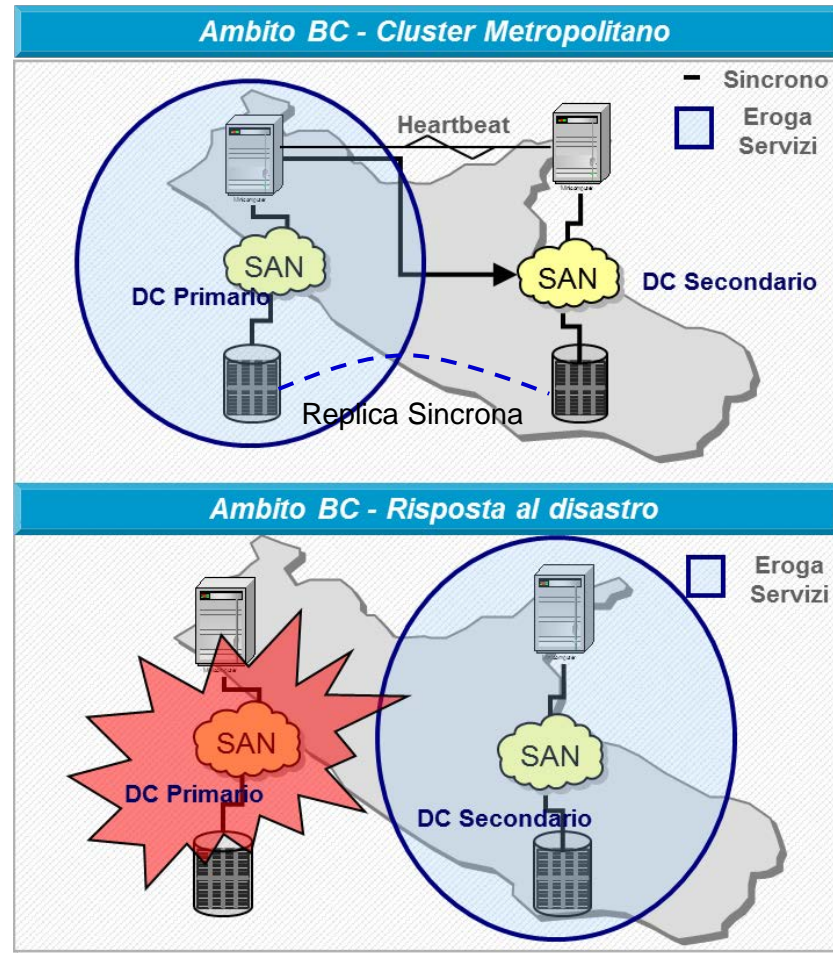 Ambito BC - Cluster Metropolitano
Sincrono
Eroga
Servizi
Heartbeat
SAN
DC Primario
SAN
DC Secondario
Replica Sincrona
Ambito BC - Risposta al disastro
Eroga
Servizi
SAN
DC Primario
SAN
DC Secondario